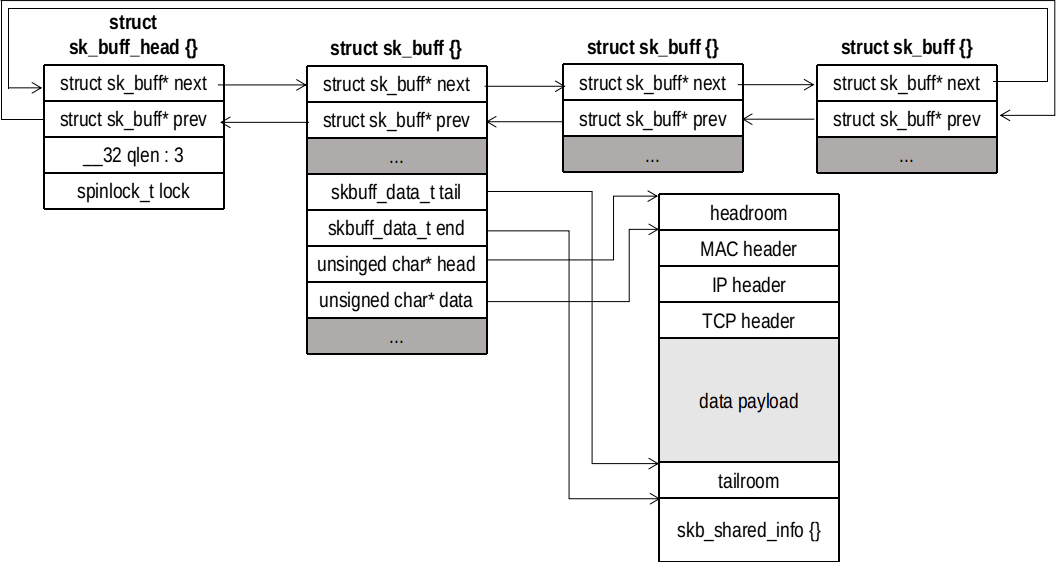 struct
sk_buff_head {}
struct sk_buff* next
struct sk_buff* prev
__32 qlen : 3
spinlock_t lock
struct sk_buff {}
struct sk_buff* next
struct sk_buff* prev
...
skbuff_data_t tail
skbuff_data_t end
unsinged char* head
unsigned char* data
...
struct sk_buff {}
struct sk_buff* next
struct sk_buff* prev
...
struct sk_buff {}
struct sk_buff* next
struct sk_buff* prev
...
headroom
MAC header
IP header
TCP header
data payload
tailroom
skb_shared_info {}